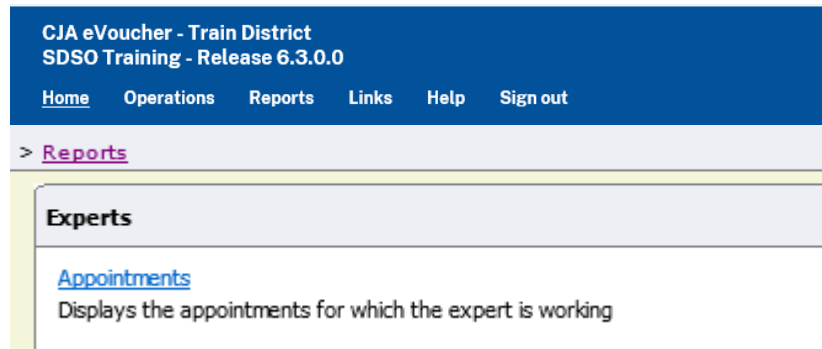 CJA eVoucher - Train District
SDSO Training - Release 6.3.0.0
Home Operations Reports Links Help Sign out
> Reports
Experts
Appointments
Displays the appointments for which the expert is working